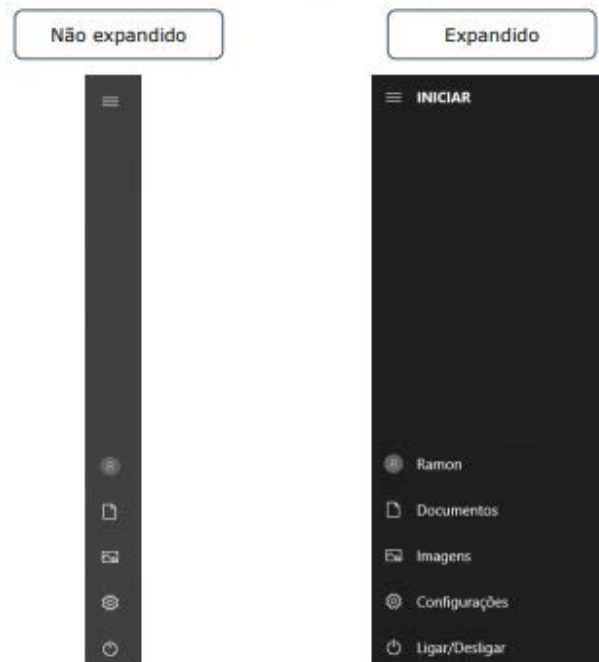 Não expandido
Expandido
INICIAR
R
R Ramon
Documentos
Imagens
Configurações
Ligar/Desligar